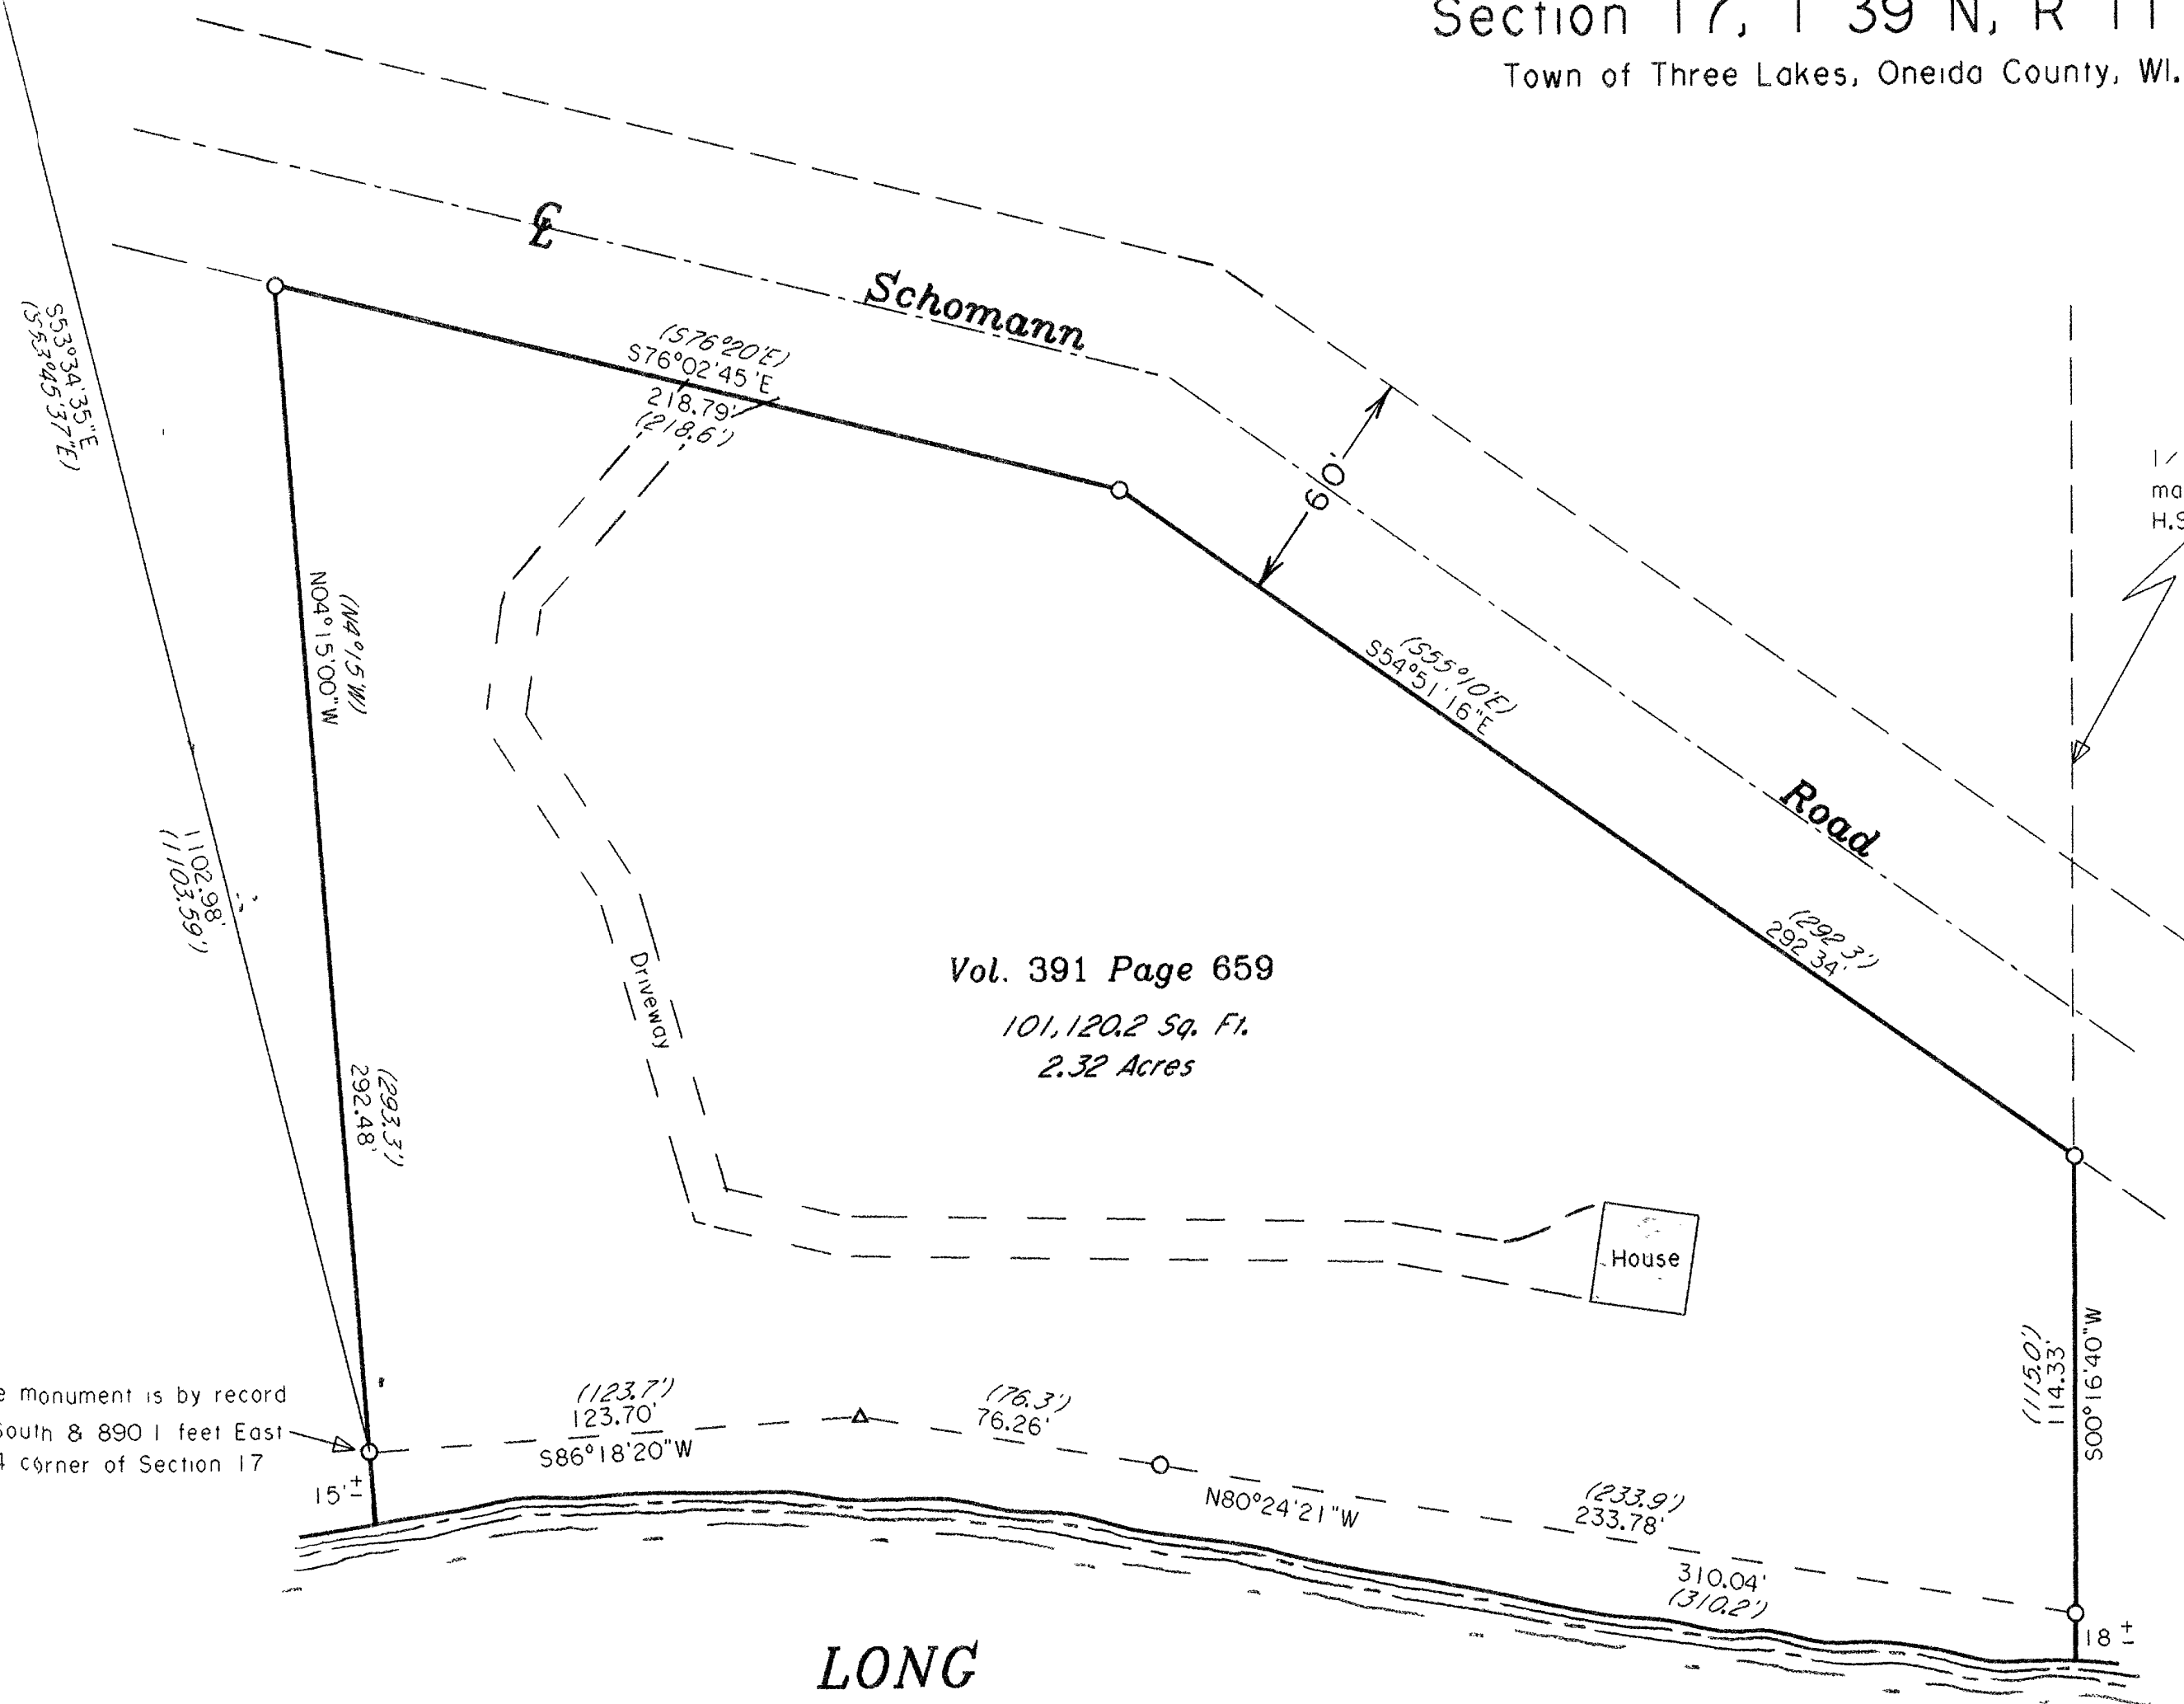 Section 17, T 39 N, R 11
Town of Three Lakes, Oneida County, WI.
℄
Schomann
Road
(S76°20'E)
S76°02'45"E
218.79'
(218.6')
60'
S53°34'35"E
(S53°45'37"E)
1102.98'
(1103.59')
(N4°15'W)
N04°15'00"W
(293.3')
292.48'
(S55°10'E)
S54°51'16"E
(292.3')
292.34'
1/
H.S
Driveway
Vol. 391 Page 659
101,120.2 Sq. Ft.
2.32 Acres
House
(115.0')
114.33'
S00°16'40"W
monument is by record
South & 890 1 feet East
corner of Section 17
15'±
(123.7')
123.70'
S86°18'20"W
(76.3')
76.26'
N80°24'21"W
(233.9')
233.78'
310.04'
(310.2')
18 ±
LONG